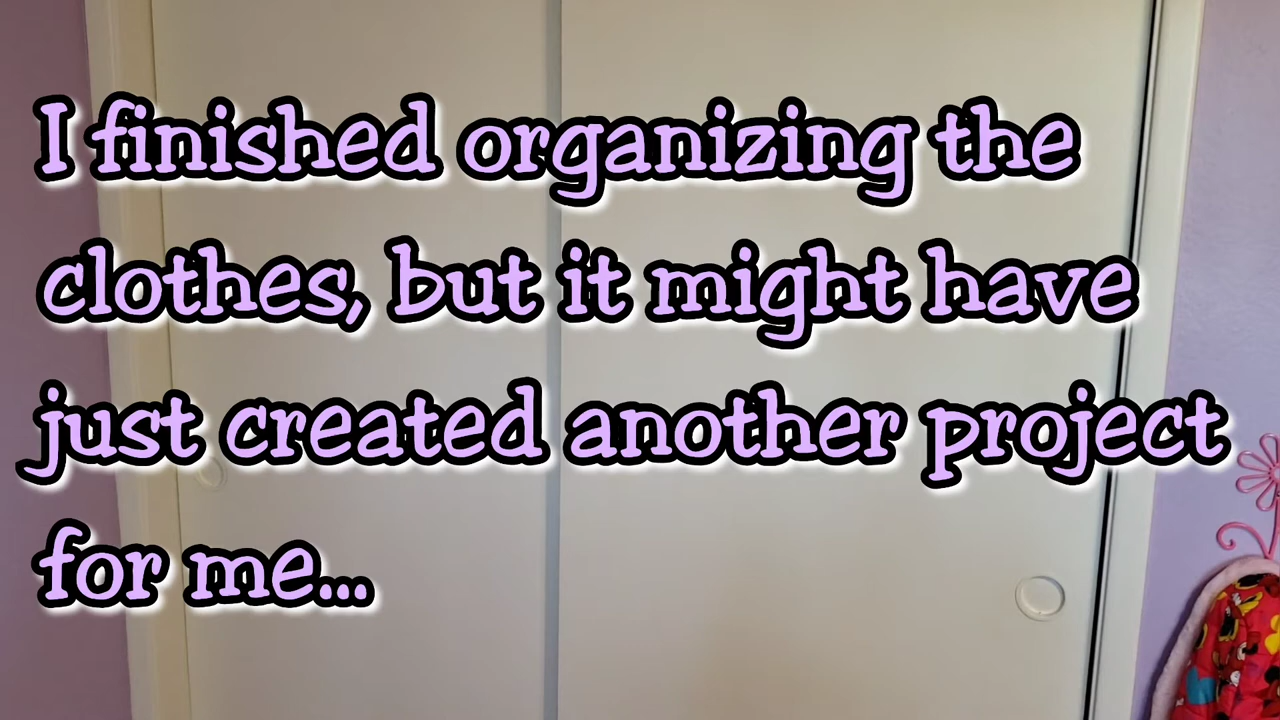 I finished organizing the
clothes, but it might have
just created another project
for me...